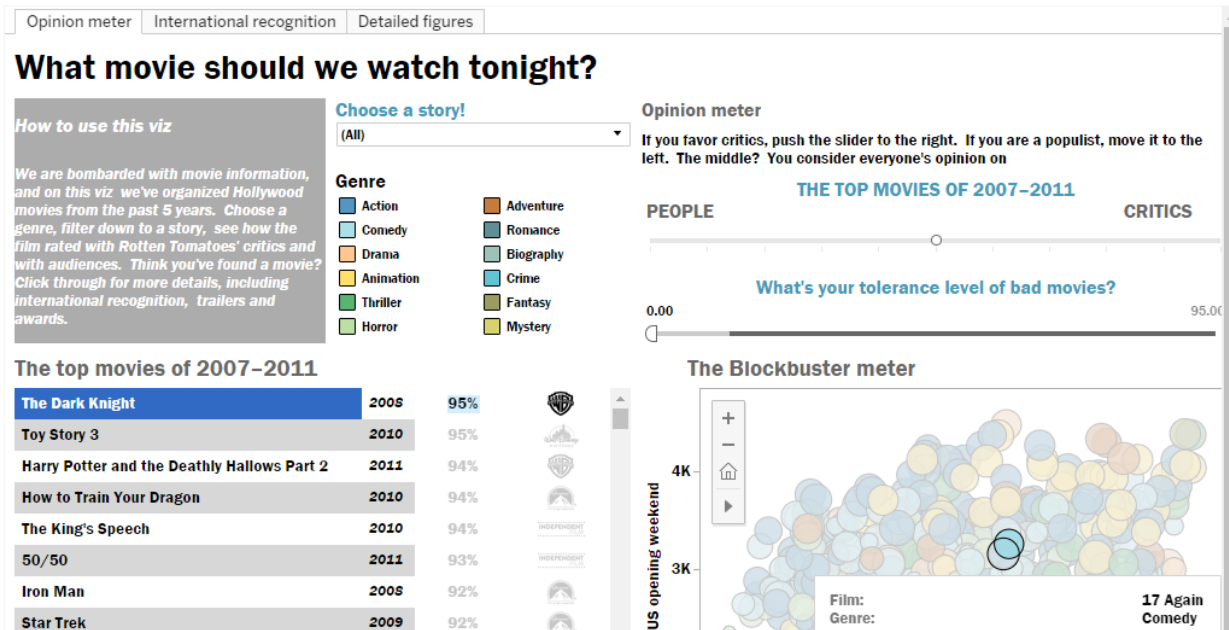 Opinion meter
International recognition
Detailed figures
What movie should we watch tonight?
How to use this viz
We are bombarded with movie information,
and on this viz we've organized Hollywood
movies from the past 5 years. Choose a
genre, filter down to a story, see how the
film rated with Rotten Tomatoes' critics and
with audiences. Think you've found a movie?
Click through for more details, including
international recognition, trailers and
awards.
Choose a story!
(All)
Genre
Action
Adventure
Comedy
Romance
Drama
Biography
Animation
Crime
Thriller
Fantasy
Horror
Mystery
Opinion meter
If you favor critics, push the slider to the right. If you are a populist, move it to the
left. The middle? You consider everyone's opinion on
THE TOP MOVIES OF 2007–2011
PEOPLE
CRITICS
What's your tolerance level of bad movies?
0.00
95.00
The top movies of 2007–2011
The Dark Knight 2008 95% WB
Toy Story 3 2010 95%
Harry Potter and the Deathly Hallows Part 2 2011 94% WB
How to Train Your Dragon 2010 94%
The King's Speech 2010 94% INDEPENDENT
50/50 2011 93% INDEPENDENT
Iron Man 2008 92%
Star Trek 2009 92%
The Blockbuster meter
4K
3K
US opening weekend
Film: 17 Again
Genre: Comedy